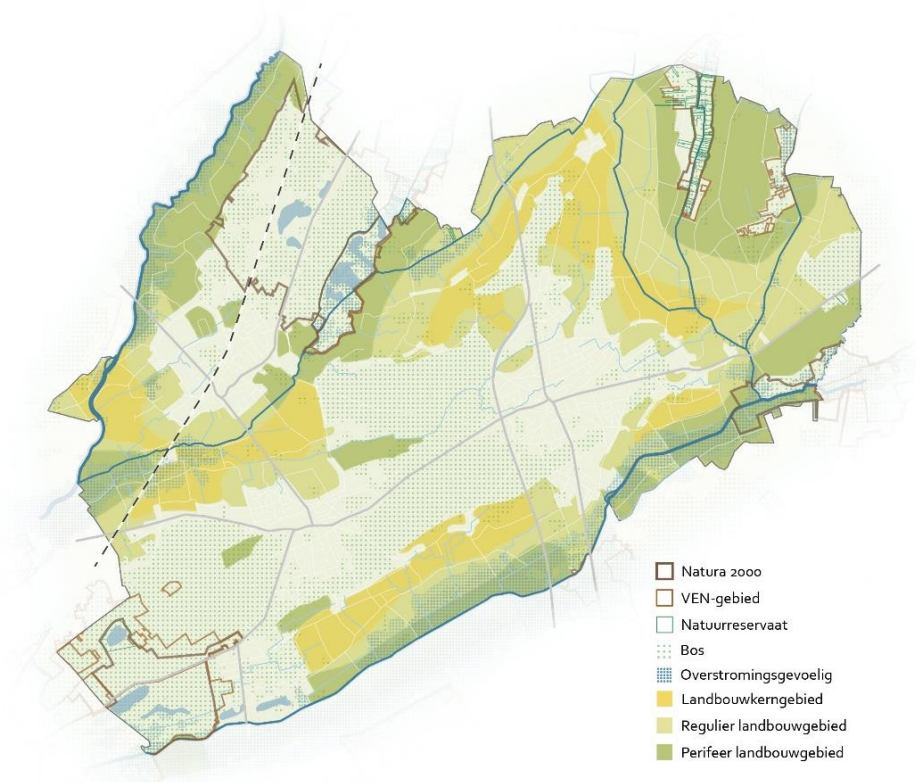 Natura 2000
VEN-gebied
Natuurreservaat
Bos
Overstromingsgevoelig
Landbouwkerngebied
Regulier landbouwgebied
Perifeer landbouwgebied